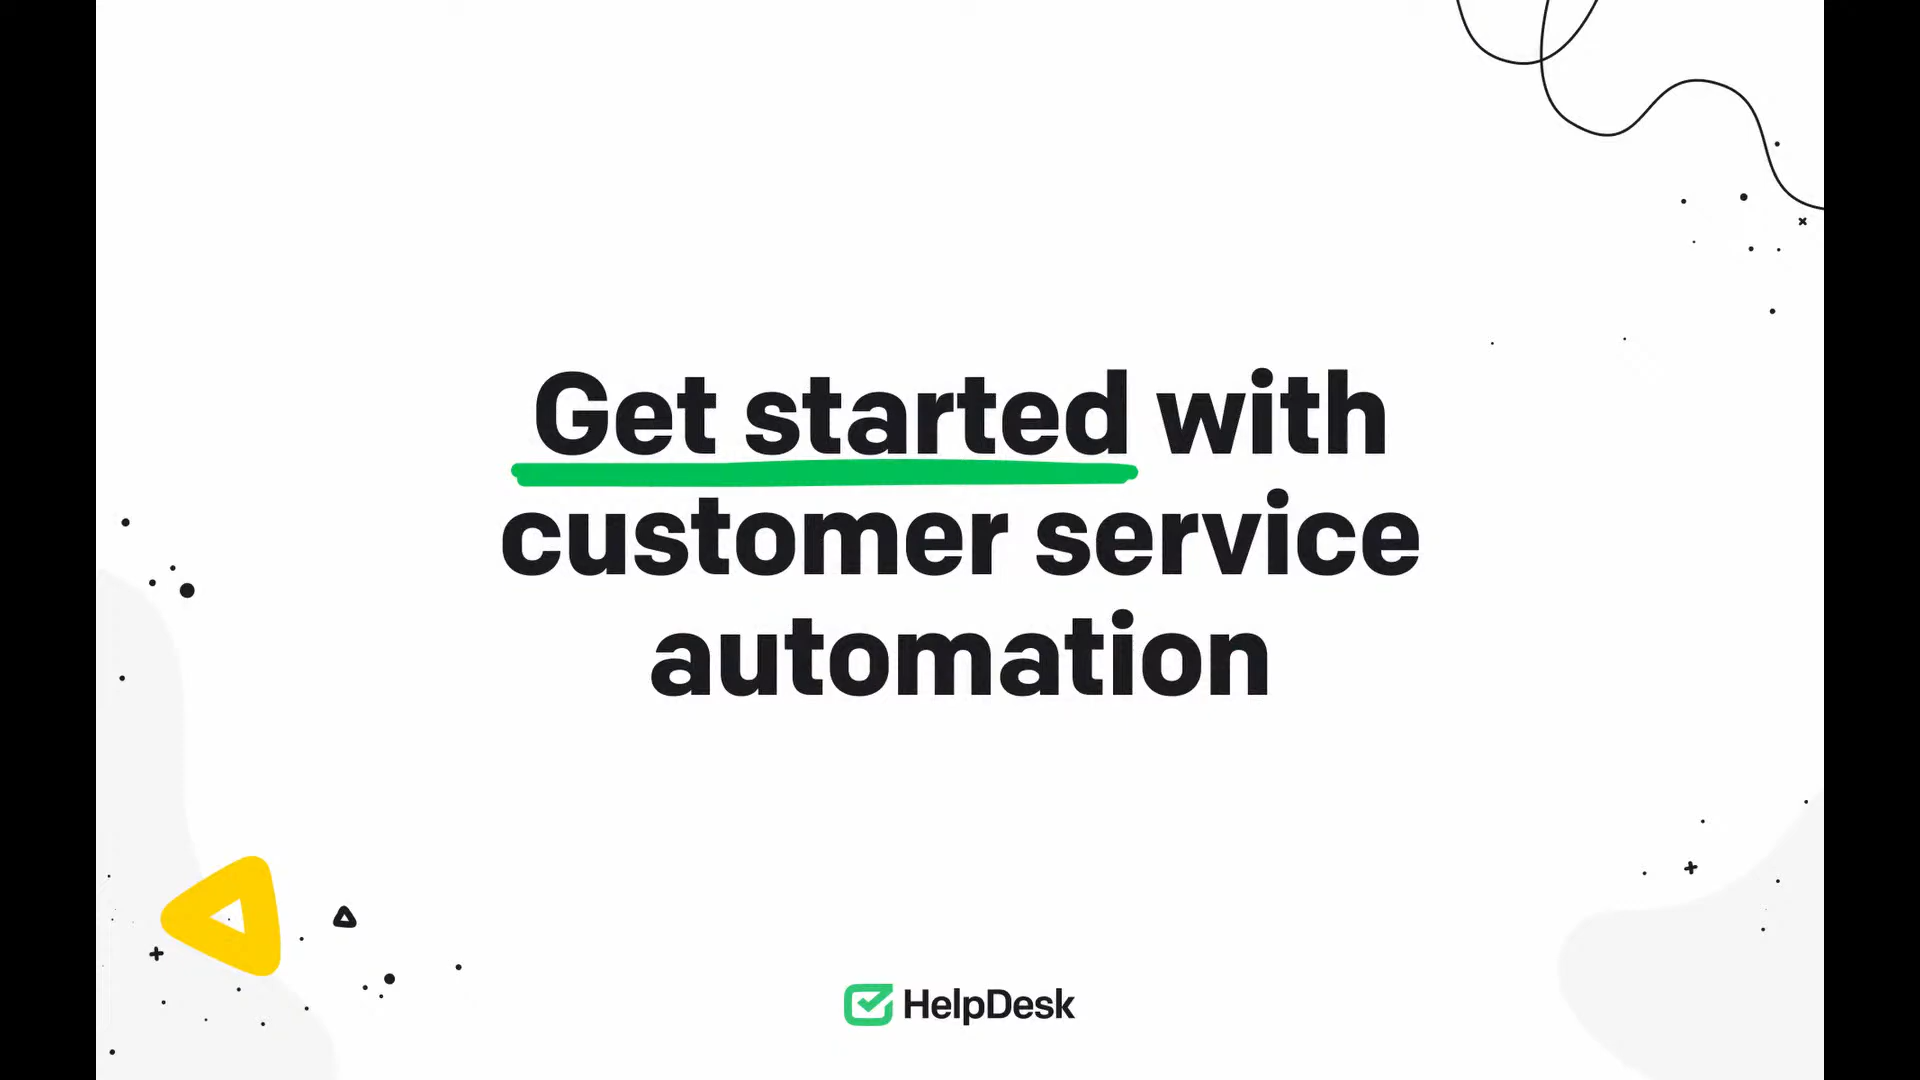 Get started with
customer service
automation
HelpDesk